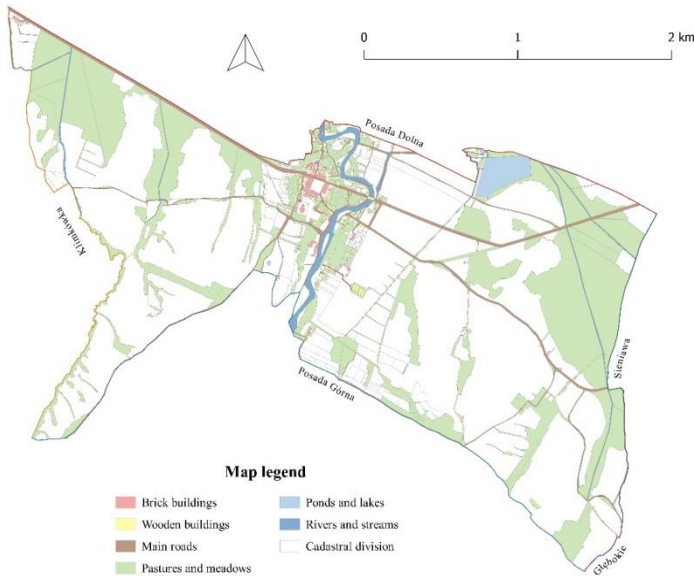 0 1 2 km
Posada Dolna
Klimkówka
Sieniawa
Posada Górna
Głębokie
Map legend
Brick buildings
Wooden buildings
Main roads
Pastures and meadows
Ponds and lakes
Rivers and streams
Cadastral division